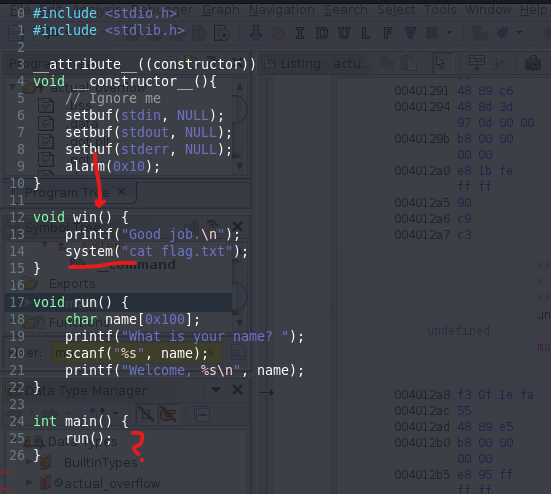 0 #include <stdio.h>
1 #include <stdlib.h>
2
3 __attribute__((constructor))
4 void __constructor__(){
5 // Ignore me
6 setbuf(stdin, NULL);
7 setbuf(stdout, NULL);
8 setbuf(stderr, NULL);
9 alarm(0x10);
10 }
11
12 void win() {
13 printf("Good job.\n");
14 system("cat flag.txt");
15 }
16
17 void run() {
18 char name[0x100];
19 printf("What is your name? ");
20 scanf("%s", name);
21 printf("Welcome, %s\n", name);
22 }
23
24 int main() {
25 run();
26 }
?
Graph Navigation Search Select Tools Window Help
I D U L F V B
Program Tree
Exports
Data Type Manager
BuiltInTypes
actual_overflow
Listing: actu...
00401291 48 89 c6
00401294 48 8d 3d
97 0d 00 00
0040129b b8 00 00
00 00
004012a0 e8 1b fe
ff ff
004012a5 90
004012a6 c9
004012a7 c3
undefined
004012a8 f3 0f 1e fa
004012ac 55
004012ad 48 89 e5
004012b0 b8 00 00
00 00
004012b5 e8 95 ff
ff ff